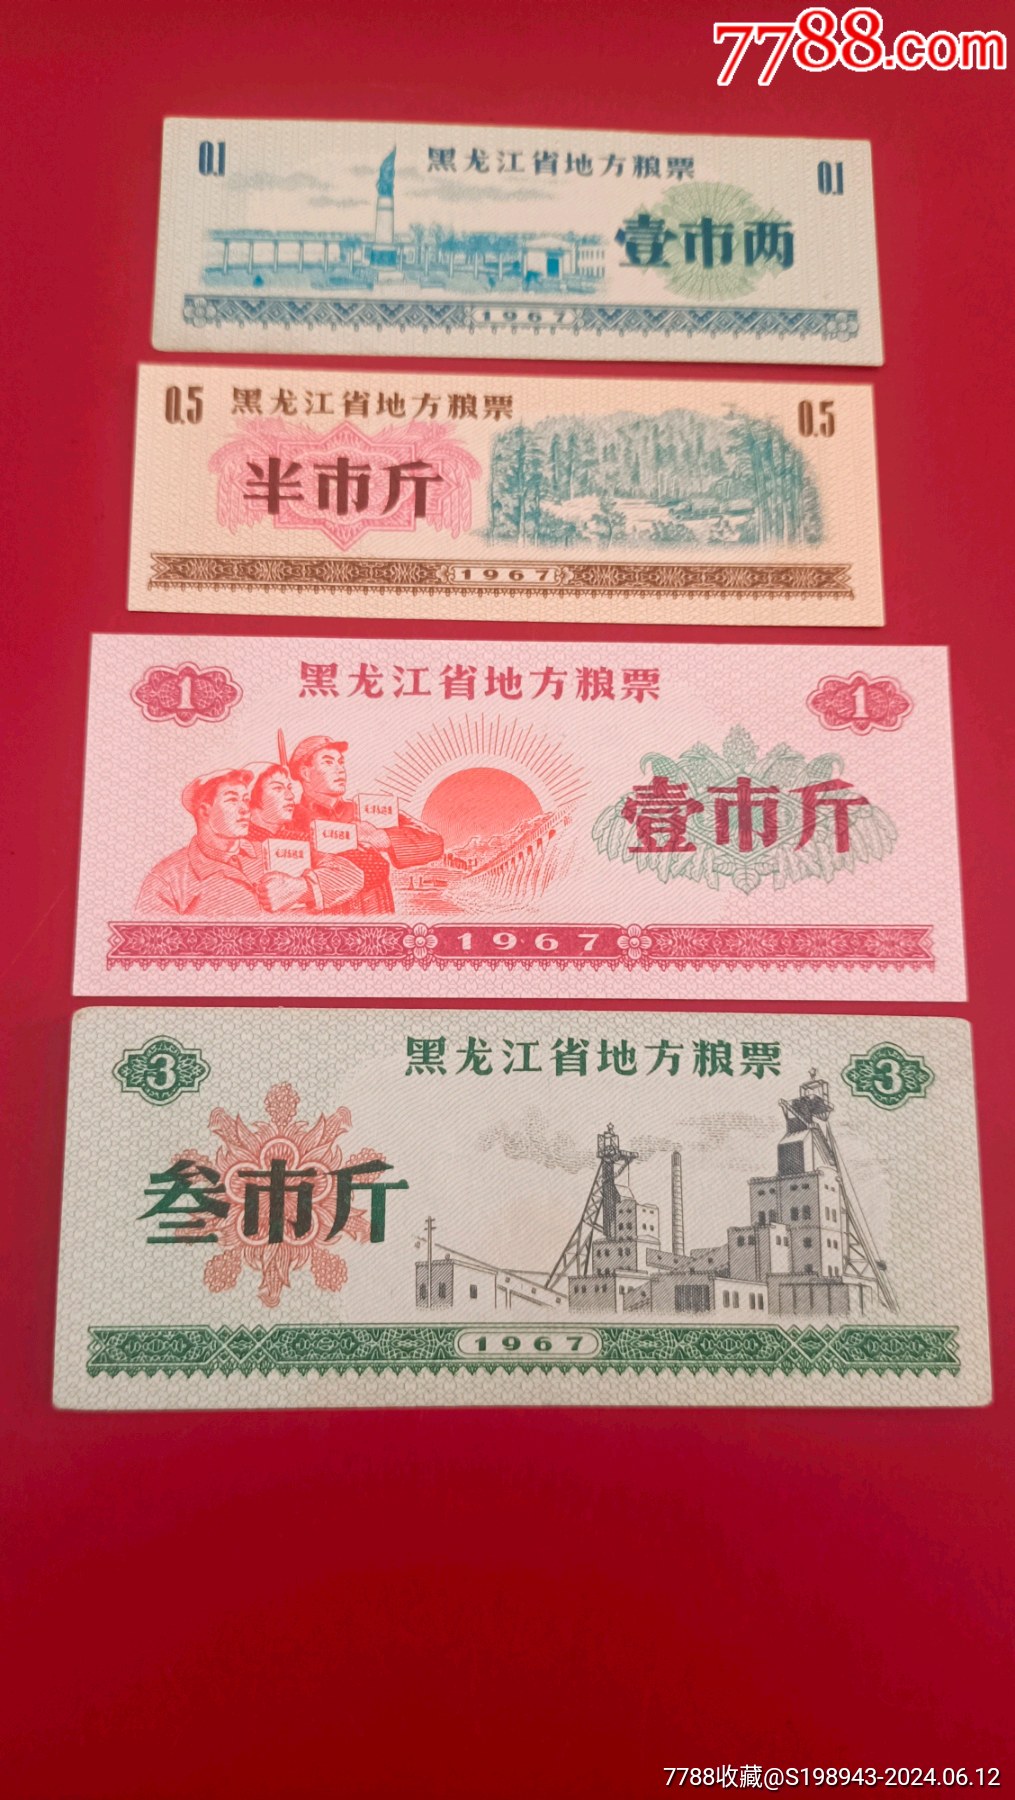 7788.com
0.1 黑龙江省地方粮票 0.1
壹市两
1967
0.5 黑龙江省地方粮票 0.5
半市斤
1967
1 黑龙江省地方粮票 1
壹市斤
1967
3 黑龙江省地方粮票 3
叁市斤
1967
7788收藏@S198943-2024.06.12